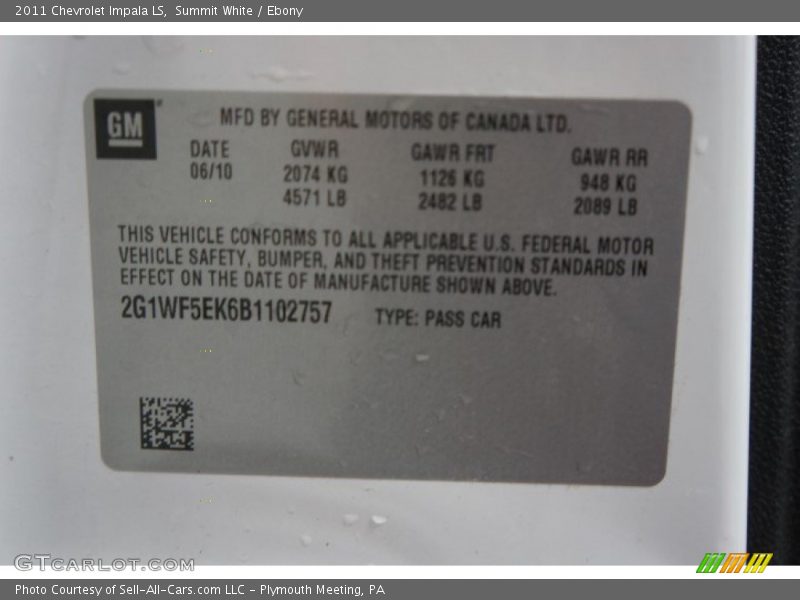 2011 Chevrolet Impala LS, Summit White / Ebony
GM
MFD BY GENERAL MOTORS OF CANADA LTD.
DATE GVWR GAWR FRT GAWR RR
06/10 2074 KG 1126 KG 948 KG
4571 LB 2482 LB 2089 LB
THIS VEHICLE CONFORMS TO ALL APPLICABLE U.S. FEDERAL MOTOR
VEHICLE SAFETY, BUMPER, AND THEFT PREVENTION STANDARDS IN
EFFECT ON THE DATE OF MANUFACTURE SHOWN ABOVE.
2G1WF5EK6B1102757 TYPE: PASS CAR
GTCARLOT.COM
Photo Courtesy of Sell-All-Cars.com LLC - Plymouth Meeting, PA